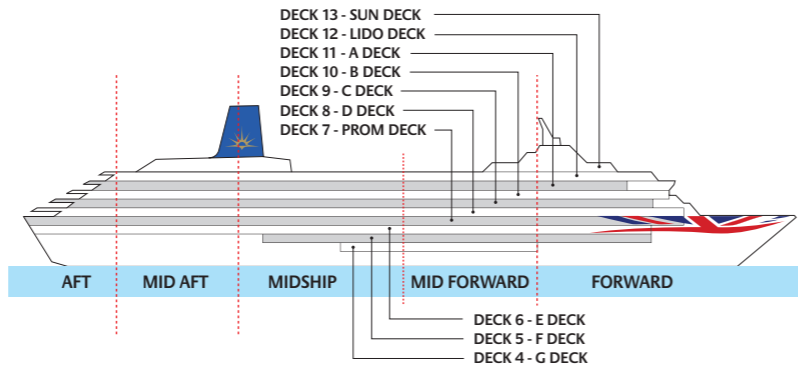 DECK 13 - SUN DECK
DECK 12 - LIDO DECK
DECK 11 - A DECK
DECK 10 - B DECK
DECK 9 - C DECK
DECK 8 - D DECK
DECK 7 - PROM DECK
AFT
MID AFT
MIDSHIP
MID FORWARD
FORWARD
DECK 6 - E DECK
DECK 5 - F DECK
DECK 4 - G DECK